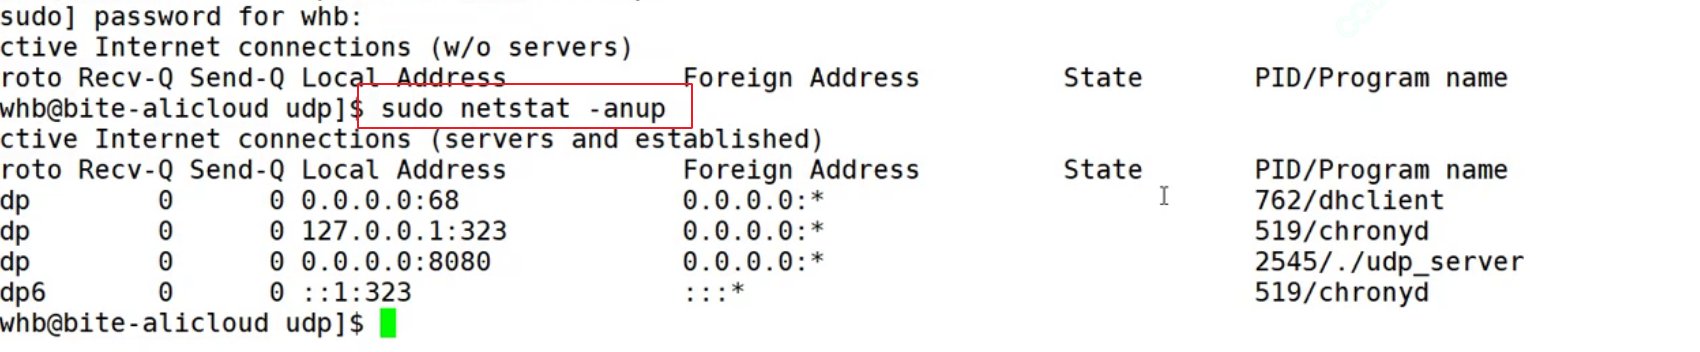 sudo] password for whb:
ctive Internet connections (w/o servers)
roto Recv-Q Send-Q Local Address           Foreign Address         State       PID/Program name
whb@bite-alicloud udp]$ sudo netstat -anup
ctive Internet connections (servers and established)
roto Recv-Q Send-Q Local Address           Foreign Address         State       PID/Program name
dp        0      0 0.0.0.0:68              0.0.0.0:*                           762/dhclient
dp        0      0 127.0.0.1:323           0.0.0.0:*                           519/chronyd
dp        0      0 0.0.0.0:8080            0.0.0.0:*                           2545/./udp_server
dp6       0      0 ::1:323                 :::*                                519/chronyd
whb@bite-alicloud udp]$